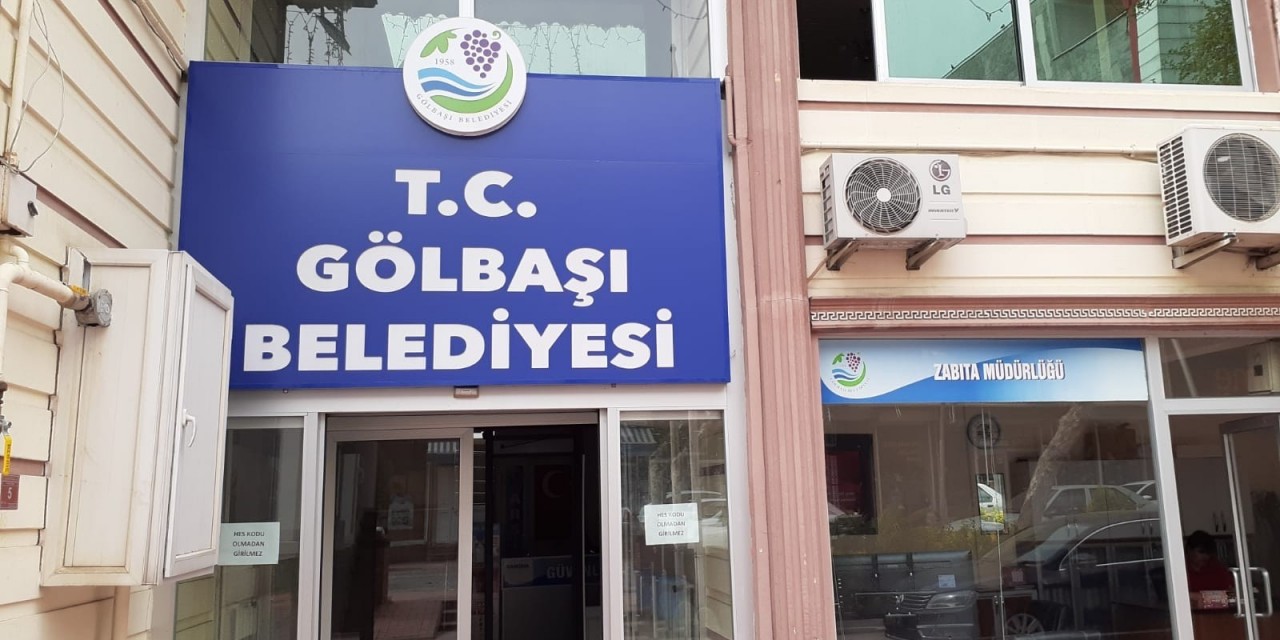 1958
GÖLBAŞI BELEDİYESİ
T.C.
GÖLBAŞI
BELEDİYESİ
LG
ZABITA MÜDÜRLÜĞÜ
HES KODU
OLMADAN
GİRİLMEZ
HES KODU
OLMADAN
GİRİLMEZ
5